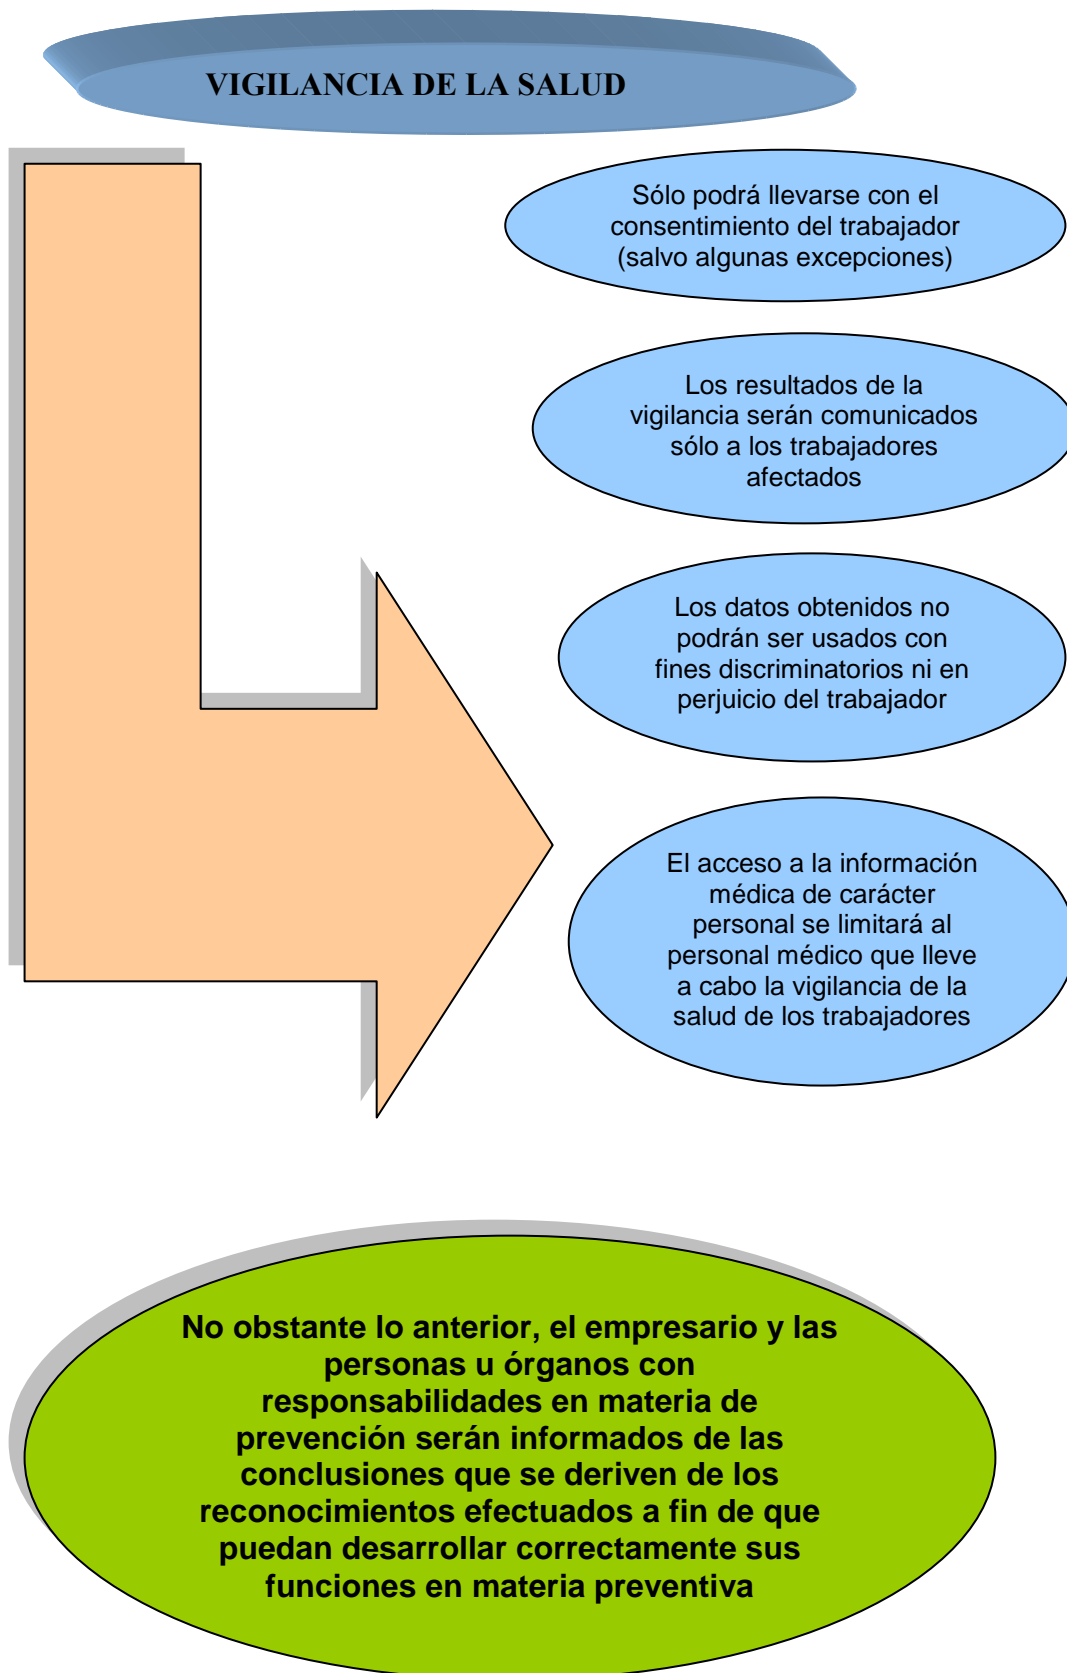 VIGILANCIA DE LA SALUD
Sólo podrá llevarse con el
consentimiento del trabajador
(salvo algunas excepciones)
Los resultados de la
vigilancia serán comunicados
sólo a los trabajadores
afectados
Los datos obtenidos no
podrán ser usados con
fines discriminatorios ni en
perjuicio del trabajador
El acceso a la información
médica de carácter
personal se limitará al
personal médico que lleve
a cabo la vigilancia de la
salud de los trabajadores
No obstante lo anterior, el empresario y las
personas u órganos con
responsabilidades en materia de
prevención serán informados de las
conclusiones que se deriven de los
reconocimientos efectuados a fin de que
puedan desarrollar correctamente sus
funciones en materia preventiva